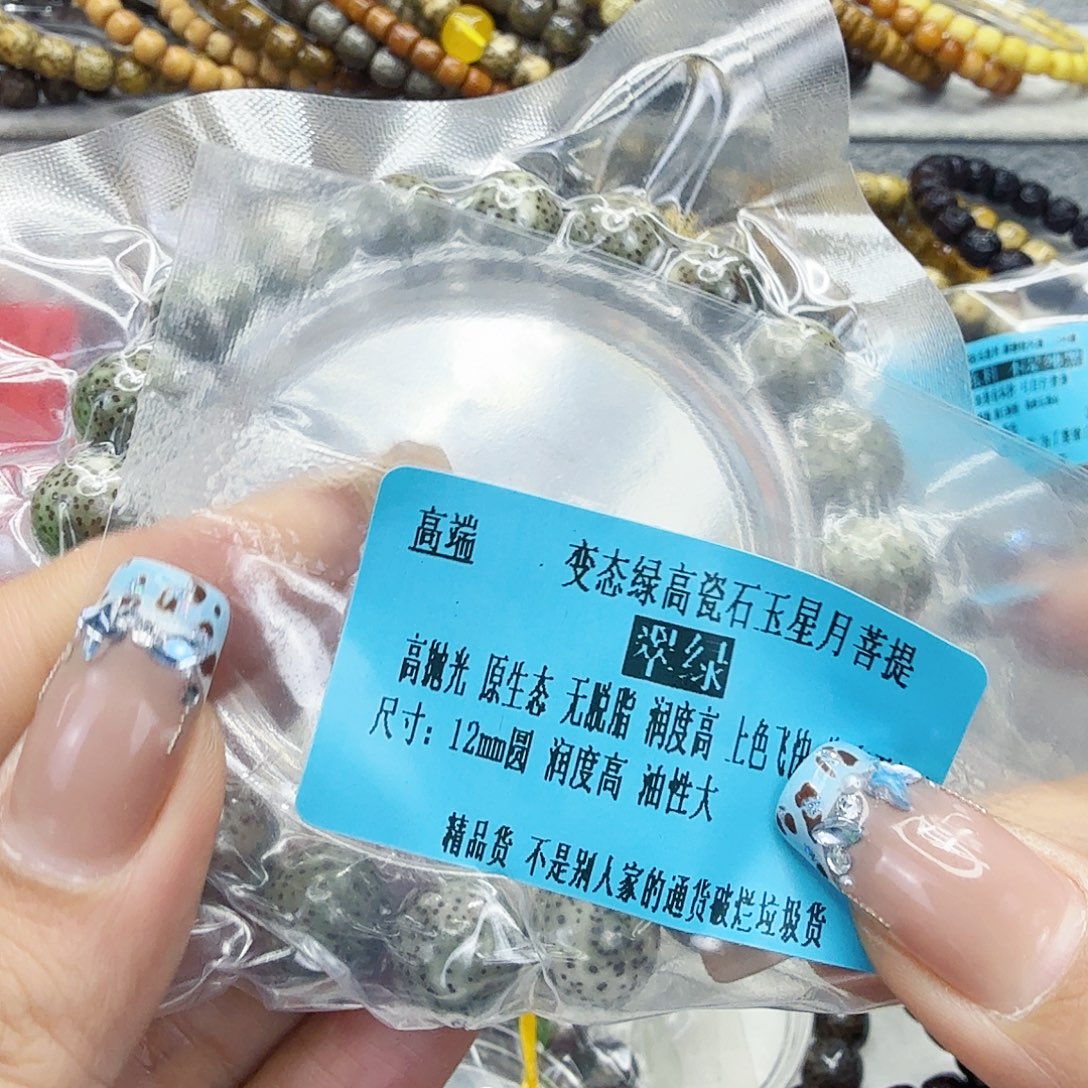 高端 变态绿高瓷石玉星月菩提
翠绿
高抛光 原生态 无脱脂 润度高 上色飞快
尺寸：12mm圆 润度高 油性大
精品货 不是别人家的通货破烂垃圾货